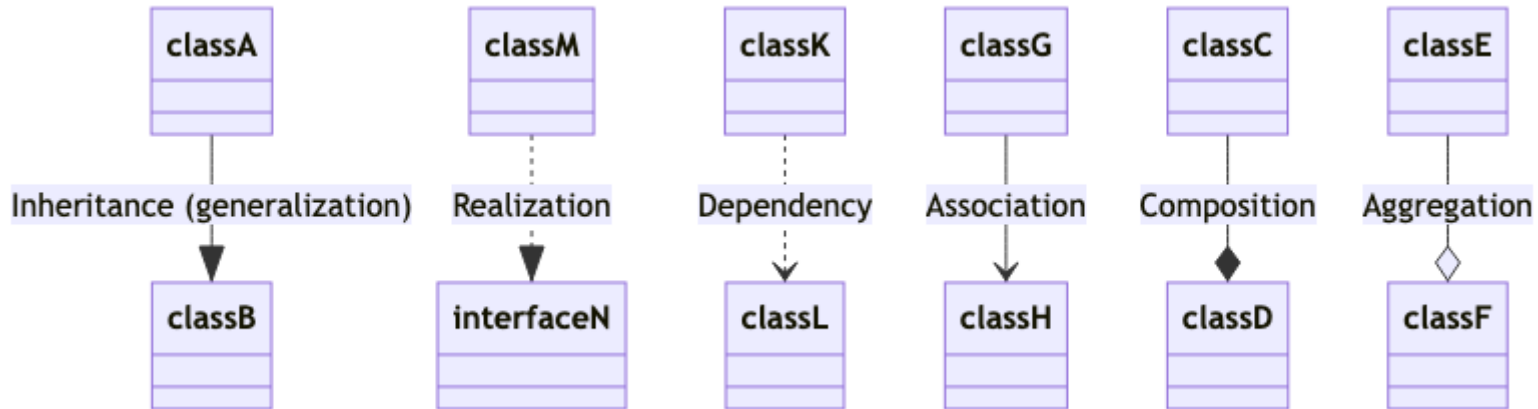 classA classM classK classG classC classE
Inheritance (generalization) Realization Dependency Association Composition Aggregation
classB interfaceN classL classH classD classF